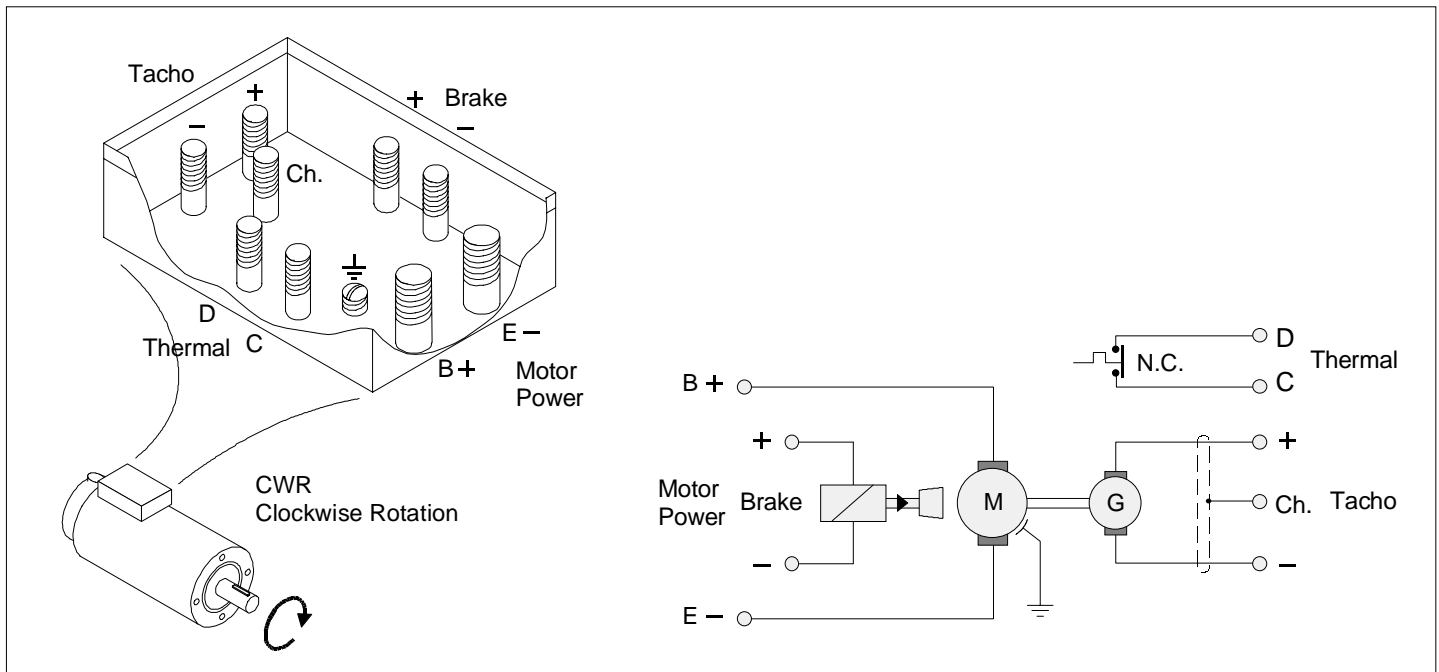 Tacho
+
−
Ch.
+ Brake
−
D
Thermal C
E −
B +
Motor
Power
CWR
Clockwise Rotation
D
N.C.
Thermal
C
B +
+
+
Motor
Power
Brake
M
G
Ch. Tacho
−
−
E −